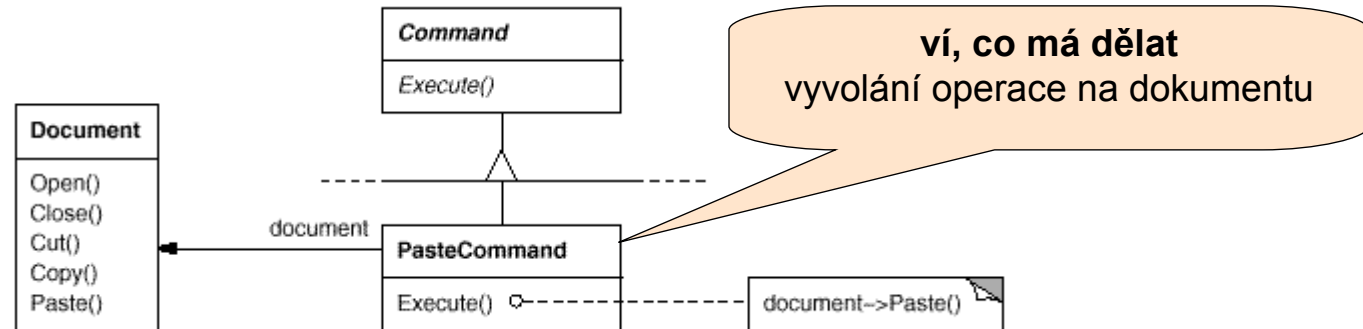 Command
Execute()
ví, co má dělat
vyvolání operace na dokumentu
Document
Open()
Close()
Cut()
Copy()
Paste()
document
PasteCommand
Execute()
document->Paste()